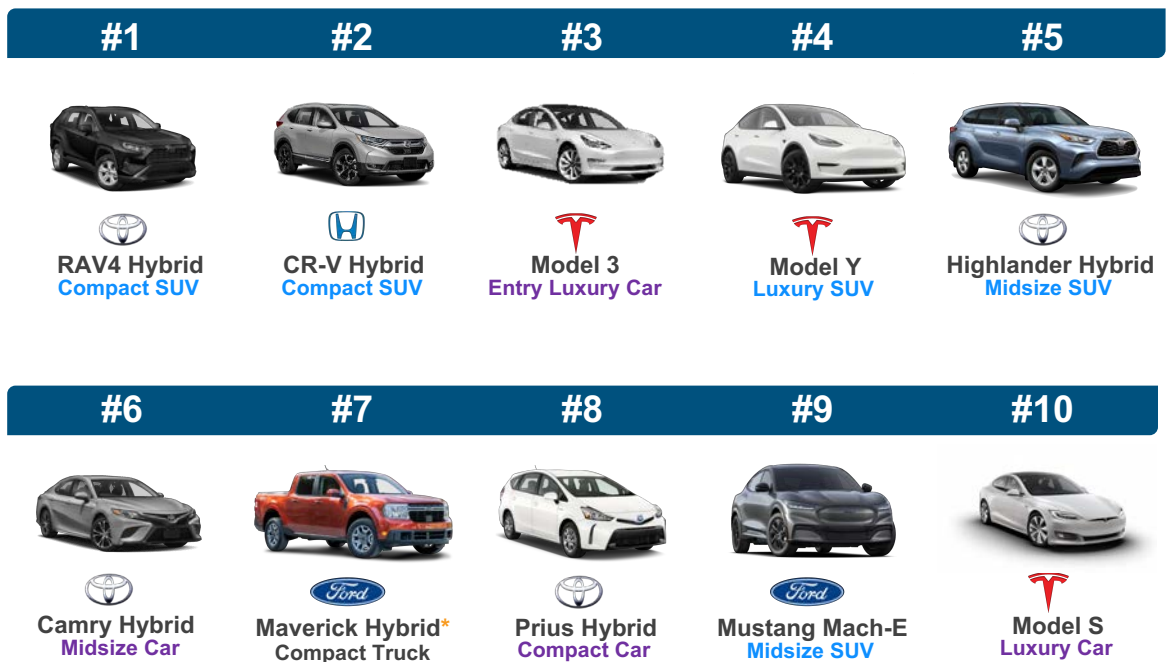 #1 #2 #3 #4 #5
RAV4 Hybrid
Compact SUV
CR-V Hybrid
Compact SUV
Model 3
Entry Luxury Car
Model Y
Luxury SUV
Highlander Hybrid
Midsize SUV
#6 #7 #8 #9 #10
Camry Hybrid
Midsize Car
Ford
Maverick Hybrid*
Compact Truck
Prius Hybrid
Compact Car
Ford
Mustang Mach-E
Midsize SUV
Model S
Luxury Car